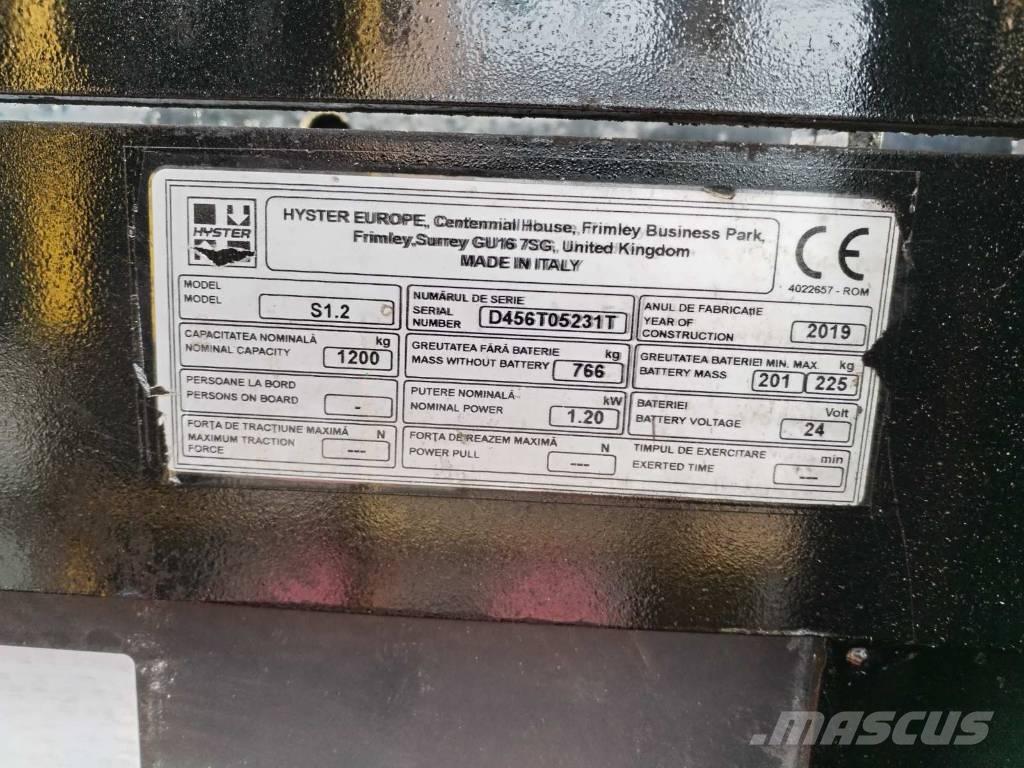 HYSTER
HYSTER EUROPE, Centennial House, Frimley Business Park,
Frimley, Surrey GU16 7SG, United Kingdom
MADE IN ITALY
CE
4022657 - ROM
MODEL
MODEL
S1.2
NUMĂRUL DE SERIE
SERIAL
NUMBER
D456T05231T
ANUL DE FABRICAŢIE
YEAR OF
CONSTRUCTION
2019
CAPACITATEA NOMINALĂ kg
NOMINAL CAPACITY 1200
GREUTATEA FĂRĂ BATERIE kg
MASS WITHOUT BATTERY 766
GREUTATEA BATERIEI MIN. MAX. kg
BATTERY MASS 201 225
PERSOANE LA BORD
PERSONS ON BOARD -
PUTERE NOMINALĂ kW
NOMINAL POWER 1.20
BATERIEI Volt
BATTERY VOLTAGE 24
FORŢA DE TRACŢIUNE MAXIMĂ N
MAXIMUM TRACTION
FORCE ---
FORŢA DE REAZEM MAXIMĂ N
POWER PULL ---
TIMPUL DE EXERCITARE min
EXERTED TIME ---
MASCUS